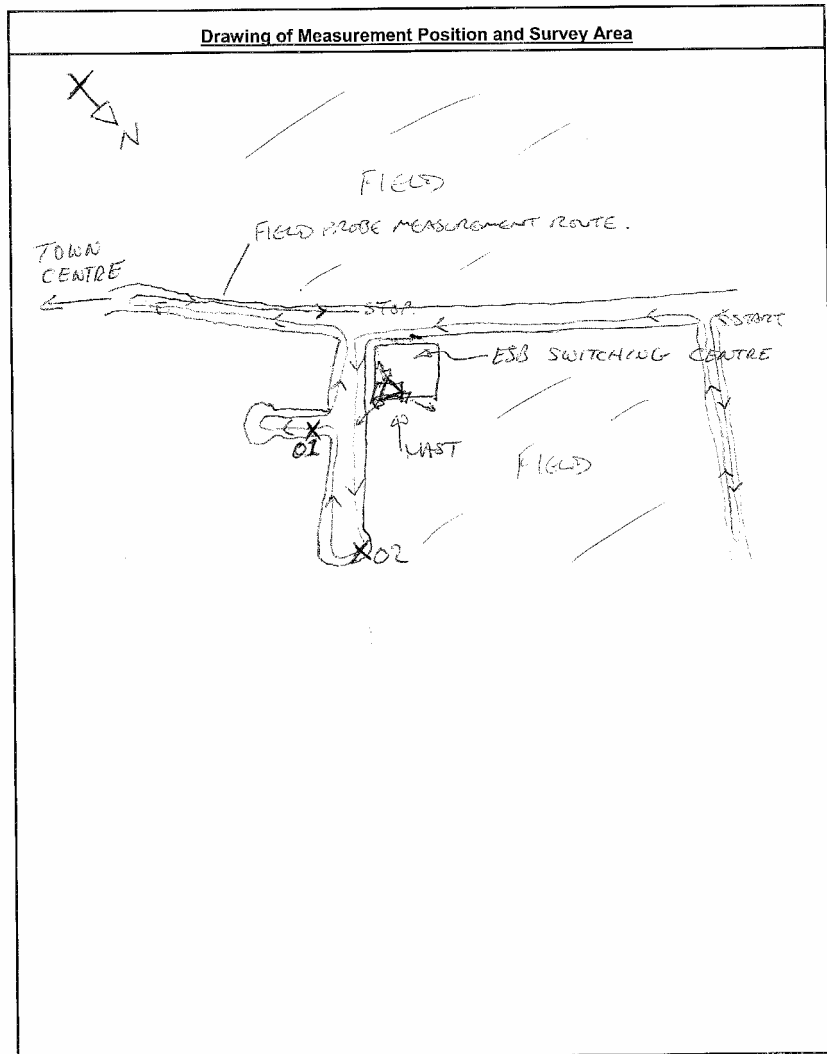 Drawing of Measurement Position and Survey Area
N
FIELD
FIELD PROBE MEASUREMENT ROUTE.
TOWN
CENTRE
STOP.
START
ESB SWITCHING CENTRE
01
MAST
FIELD
02